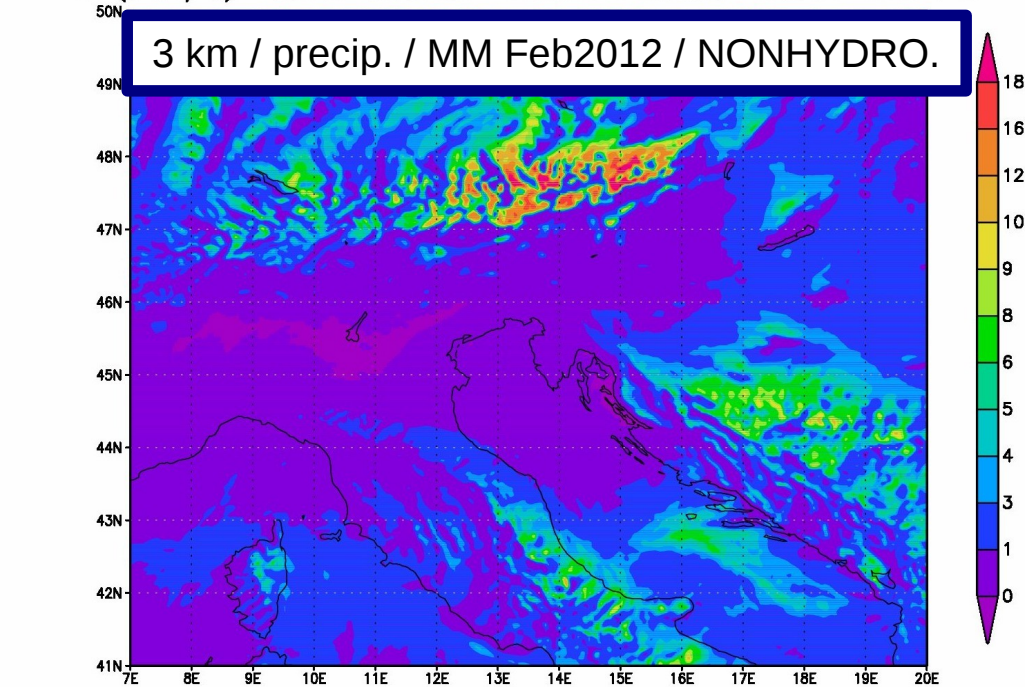 50N
3 km / precip. / MM Feb2012 / NONHYDRO.
49N
48N
47N
46N
45N
44N
43N
42N
41N
7E 8E 9E 10E 11E 12E 13E 14E 15E 16E 17E 18E 19E 20E
18
16
12
10
9
8
6
5
4
3
1
0